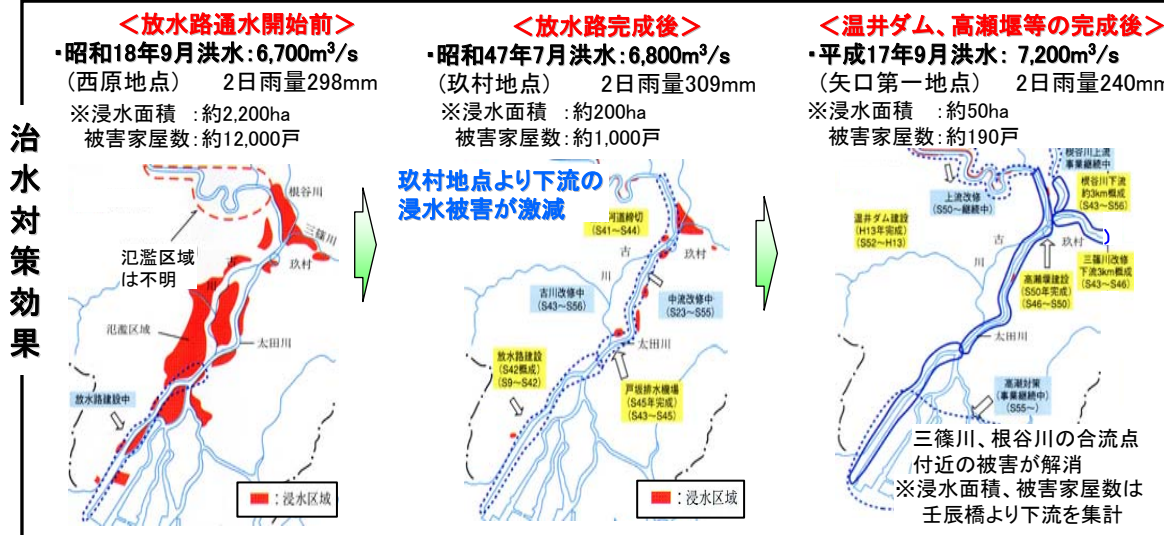 治水対策効果
＜放水路通水開始前＞
・昭和18年9月洪水：6,700m³/s
（西原地点）　2日雨量298mm
※浸水面積　：約2,200ha
被害家屋数：約12,000戸
根谷川
三篠川
玖村
古
川
氾濫区域
は不明
氾濫区域
太田川
放水路建設中
：浸水区域
＜放水路完成後＞
・昭和47年7月洪水：6,800m³/s
（玖村地点）　2日雨量309mm
※浸水面積　：約200ha
被害家屋数：約1,000戸
玖村地点より下流の
浸水被害が激減
河道締切
（S41～S44）
古
川
玖村
古川改修中
（S43～S56）
中流改修中
（S23～S55）
太田川
放水路建設
（S42概成）
（S9～S42）
戸坂排水機場
（S45年完成）
（S43～S45）
：浸水区域
＜温井ダム、高瀬堰等の完成後＞
・平成17年9月洪水： 7,200m³/s
（矢口第一地点）　2日雨量240mm
※浸水面積　：約50ha
被害家屋数：約190戸
根谷川上流
事業継続中
根谷川下流
約3km概成
（S43～S56）
上流改修
（S50～継続中）
温井ダム建設
（H13年完成）
（S52～H13）
古
川
玖村
三篠川改修
下流3km概成
（S43～S46）
高瀬堰建設
（S50年完成）
（S46～S50）
太田川
高潮対策
（事業継続中）
（S55～）
三篠川、根谷川の合流点
付近の被害が解消
※浸水面積、被害家屋数は
壬辰橋より下流を集計